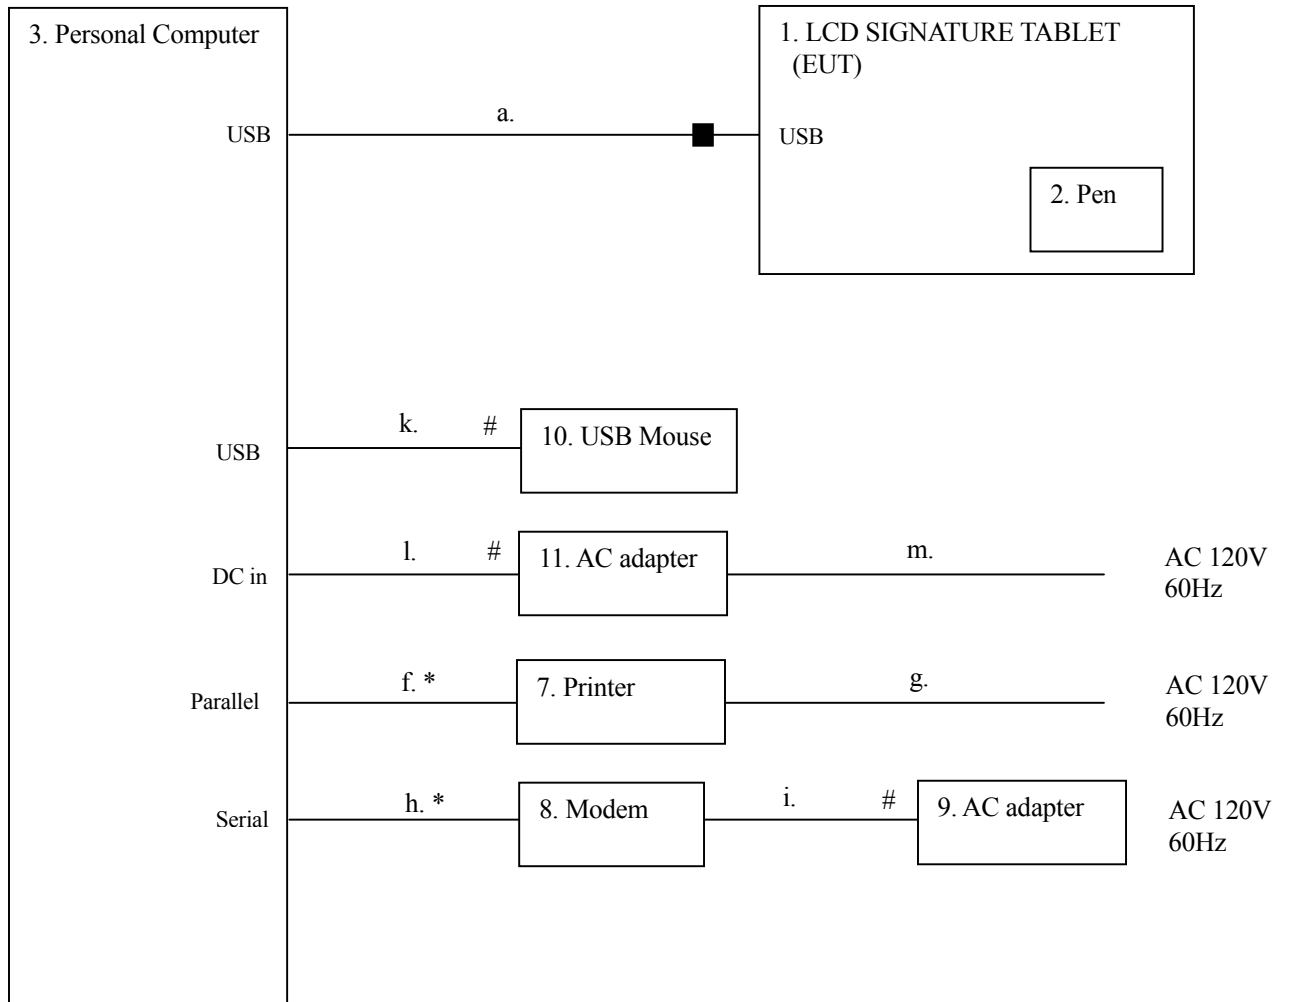 3. Personal Computer
1. LCD SIGNATURE TABLET
(EUT)
USB
a.
USB
2. Pen
USB
k.
#
10. USB Mouse
DC in
l.
#
11. AC adapter
m.
AC 120V
60Hz
Parallel
f. *
7. Printer
g.
AC 120V
60Hz
Serial
h. *
8. Modem
i.
#
9. AC adapter
AC 120V
60Hz